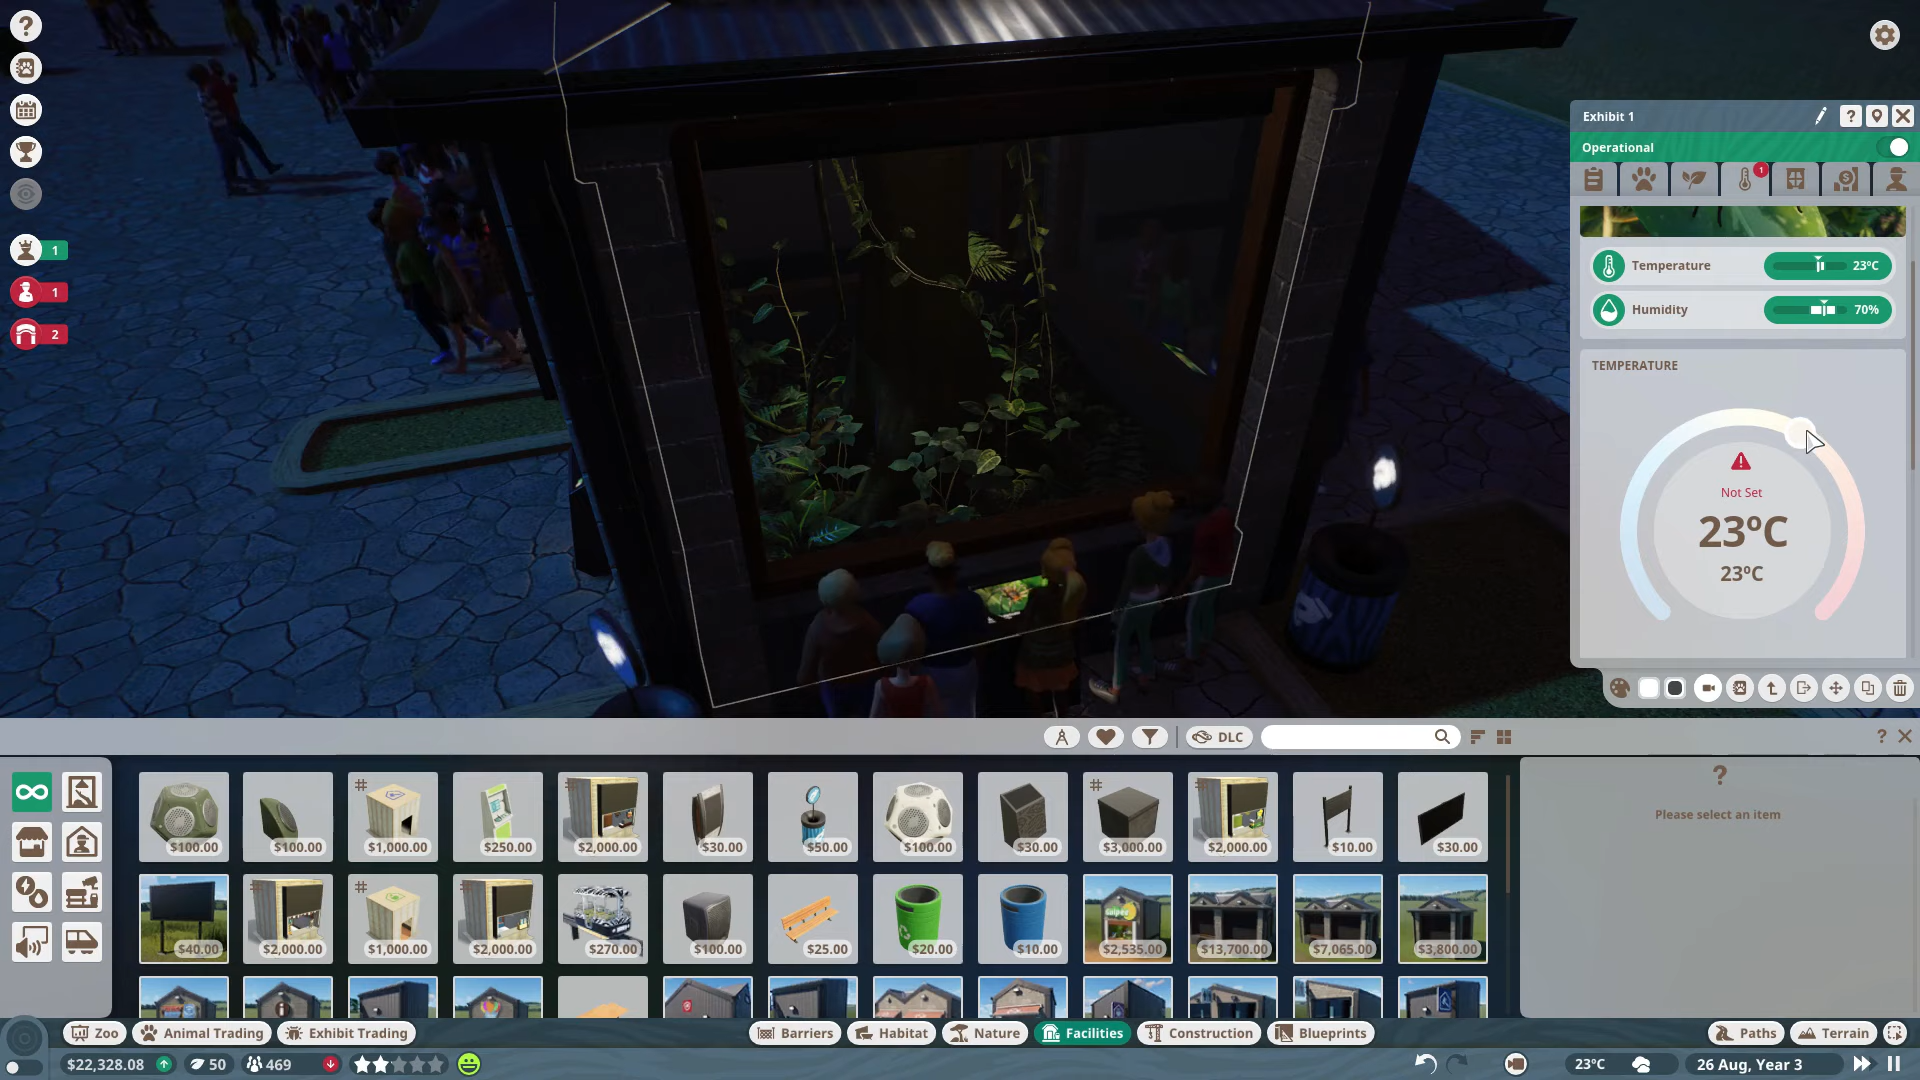 Exhibit 1
?
Operational
1
Temperature
23ºC
Humidity
70%
TEMPERATURE
Not Set
23ºC
23ºC
?
1
1
2
DLC
?
$100.00
$100.00
$1,000.00
$250.00
$2,000.00
$30.00
$50.00
$100.00
$30.00
$3,000.00
$2,000.00
$10.00
$30.00
$40.00
$2,000.00
$1,000.00
$2,000.00
$270.00
$100.00
$25.00
$20.00
$10.00
$2,535.00
$13,700.00
$7,065.00
$3,800.00
?
Please select an item
Zoo
Animal Trading
Exhibit Trading
Barriers
Habitat
Nature
Facilities
Construction
Blueprints
Paths
Terrain
$22,328.08
50
469
23ºC
26 Aug, Year 3